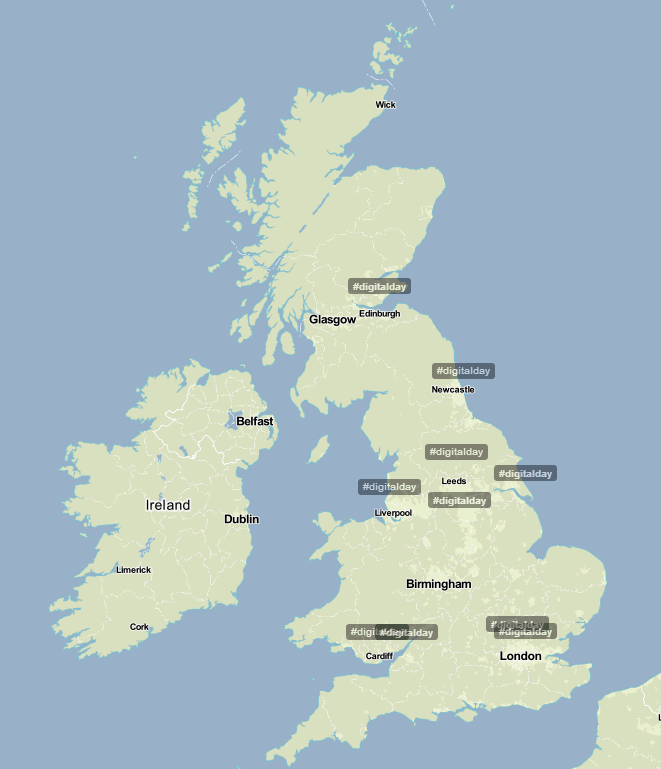 Wick
#digitalday
Edinburgh
Glasgow
#digitalday
Newcastle
Belfast
#digitalday
#digitalday
Leeds
#digitalday
#digitalday
Ireland
Liverpool
Dublin
Limerick
Birmingham
#digitalday
#digitalday
Cork
#digi
#digitalday
Cardiff
London